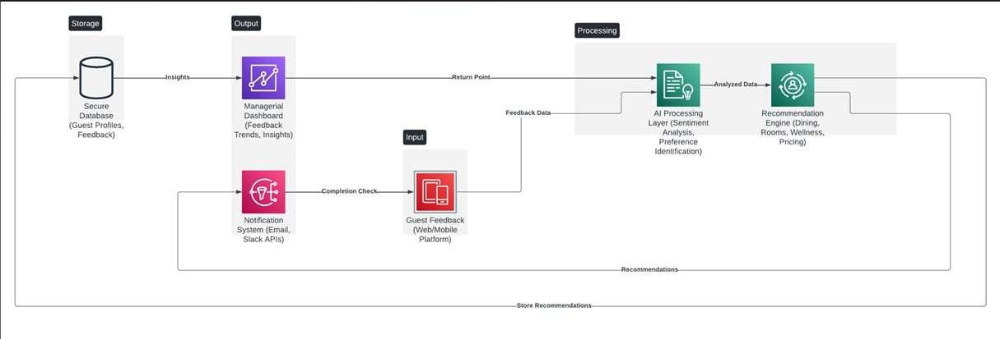 Storage
Output
Processing
Insights
Return Point
Analyzed Data
Secure
Database
(Guest Profiles,
Feedback)
Managerial
Dashboard
(Feedback
Trends, Insights)
Feedback Data
AI Processing
Layer (Sentiment
Analysis,
Preference
Identification)
Recommendation
Engine (Dining,
Rooms, Wellness,
Pricing)
Input
Completion Check
Notification
System (Email,
Slack APIs)
Guest Feedback
(Web/Mobile
Platform)
Recommendations
Store Recommendations